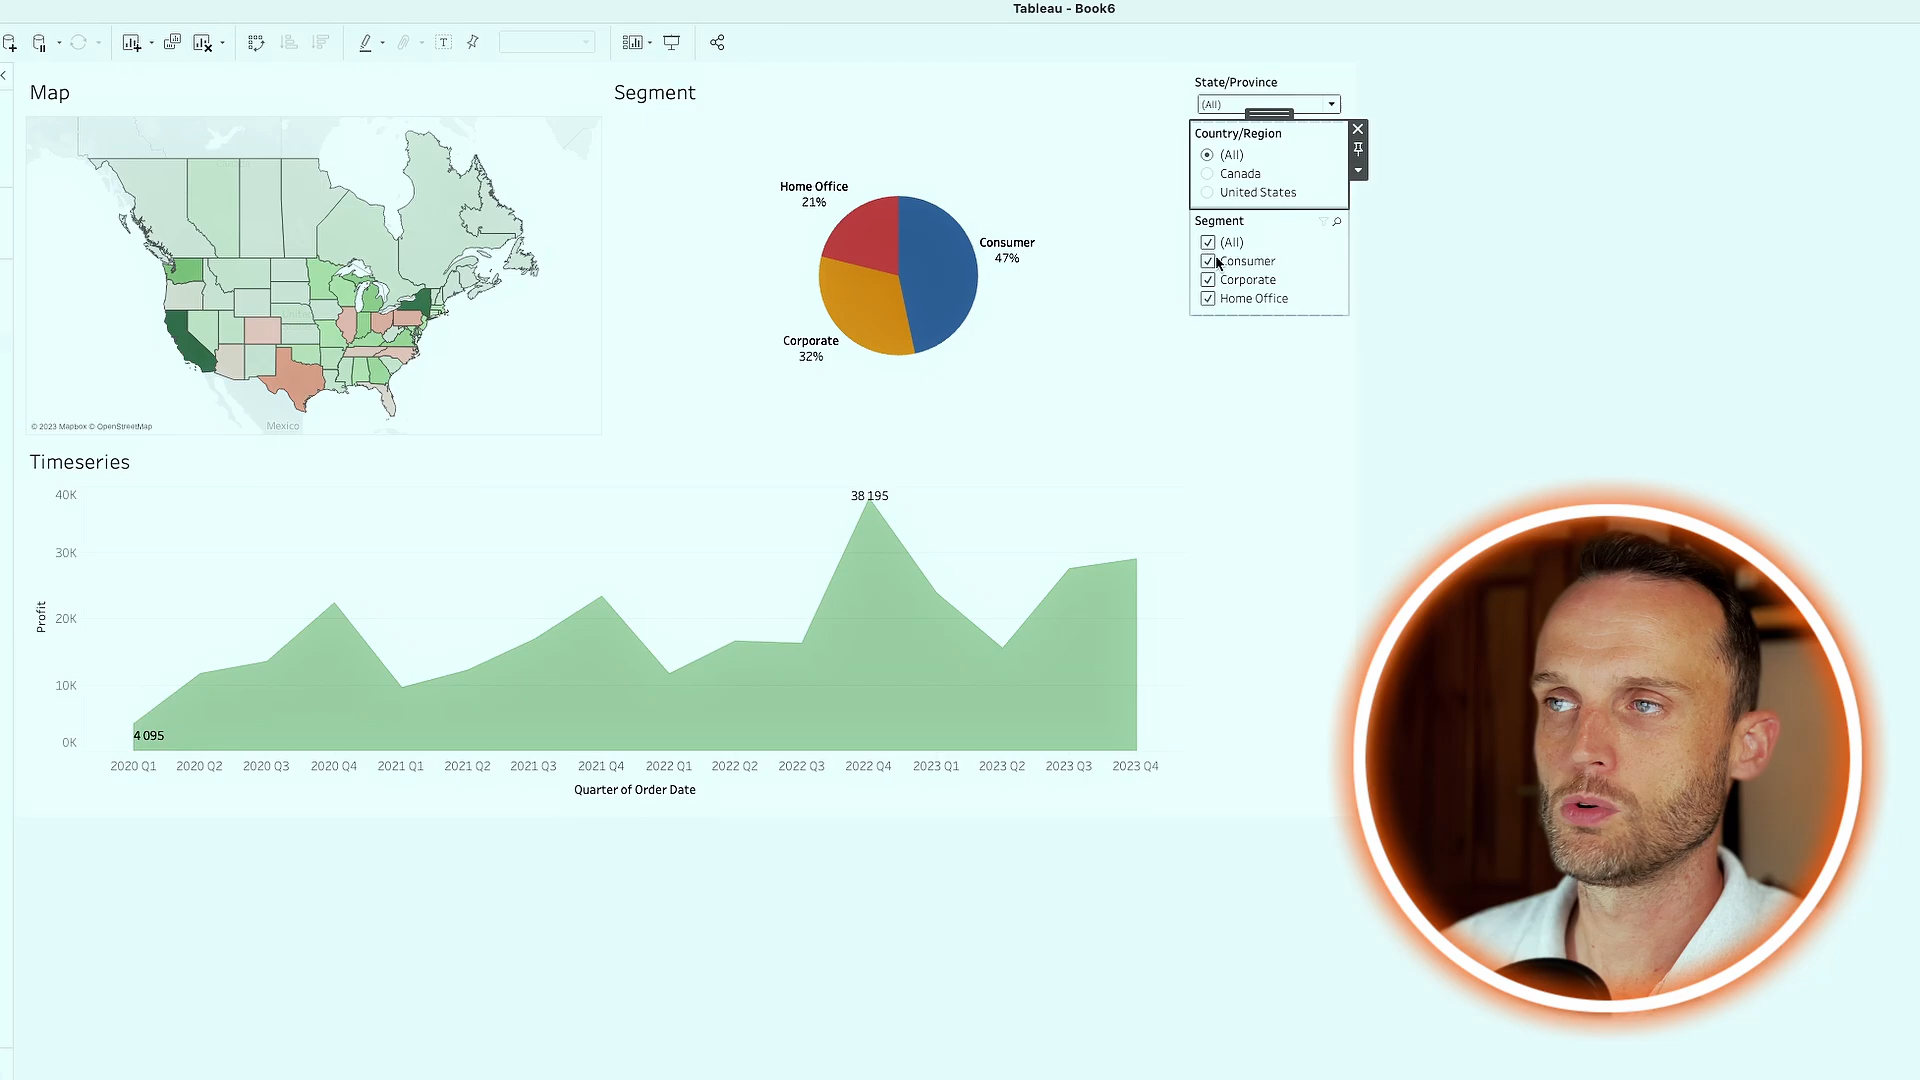 Tableau - Book6
Map
Segment
State/Province
(All)
Country/Region
(All)
Canada
United States
Segment
(All)
Consumer
Corporate
Home Office
Home Office
21%
Consumer
47%
Corporate
32%
Mexico
© 2023 Mapbox © OpenStreetMap
Timeseries
40K
30K
20K
10K
0K
Profit
38 195
4 095
2020 Q1 2020 Q2 2020 Q3 2020 Q4 2021 Q1 2021 Q2 2021 Q3 2021 Q4 2022 Q1 2022 Q2 2022 Q3 2022 Q4 2023 Q1 2023 Q2 2023 Q3 2023 Q4
Quarter of Order Date